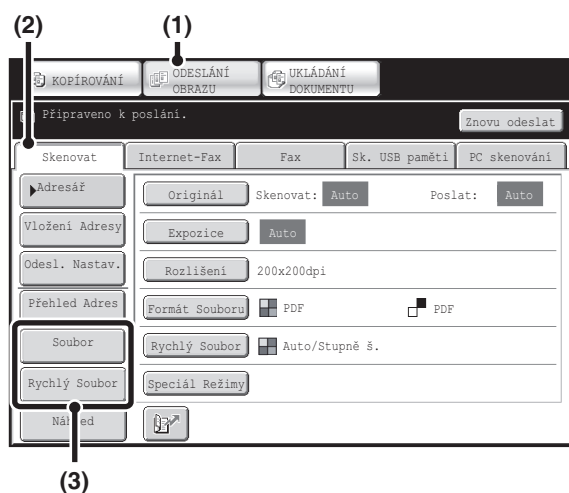 (2) (1)
KOPÍROVÁNÍ
ODESLÁNÍ
OBRAZU
UKLÁDÁNÍ
DOKUMENTU
Připraveno k poslání.
Znovu odeslat
Skenovat
Internet-Fax
Fax
Sk. USB paměti
PC skenování
Adresář
Originál Skenovat: Auto Poslat: Auto
Vložení Adresy
Expozice Auto
Odesl. Nastav.
Rozlišení 200x200dpi
Přehled Adres
Formát Souboru PDF PDF
Soubor
Rychlý Soubor Auto/Stupně š.
Rychlý Soubor
Speciál Režimy
(3)